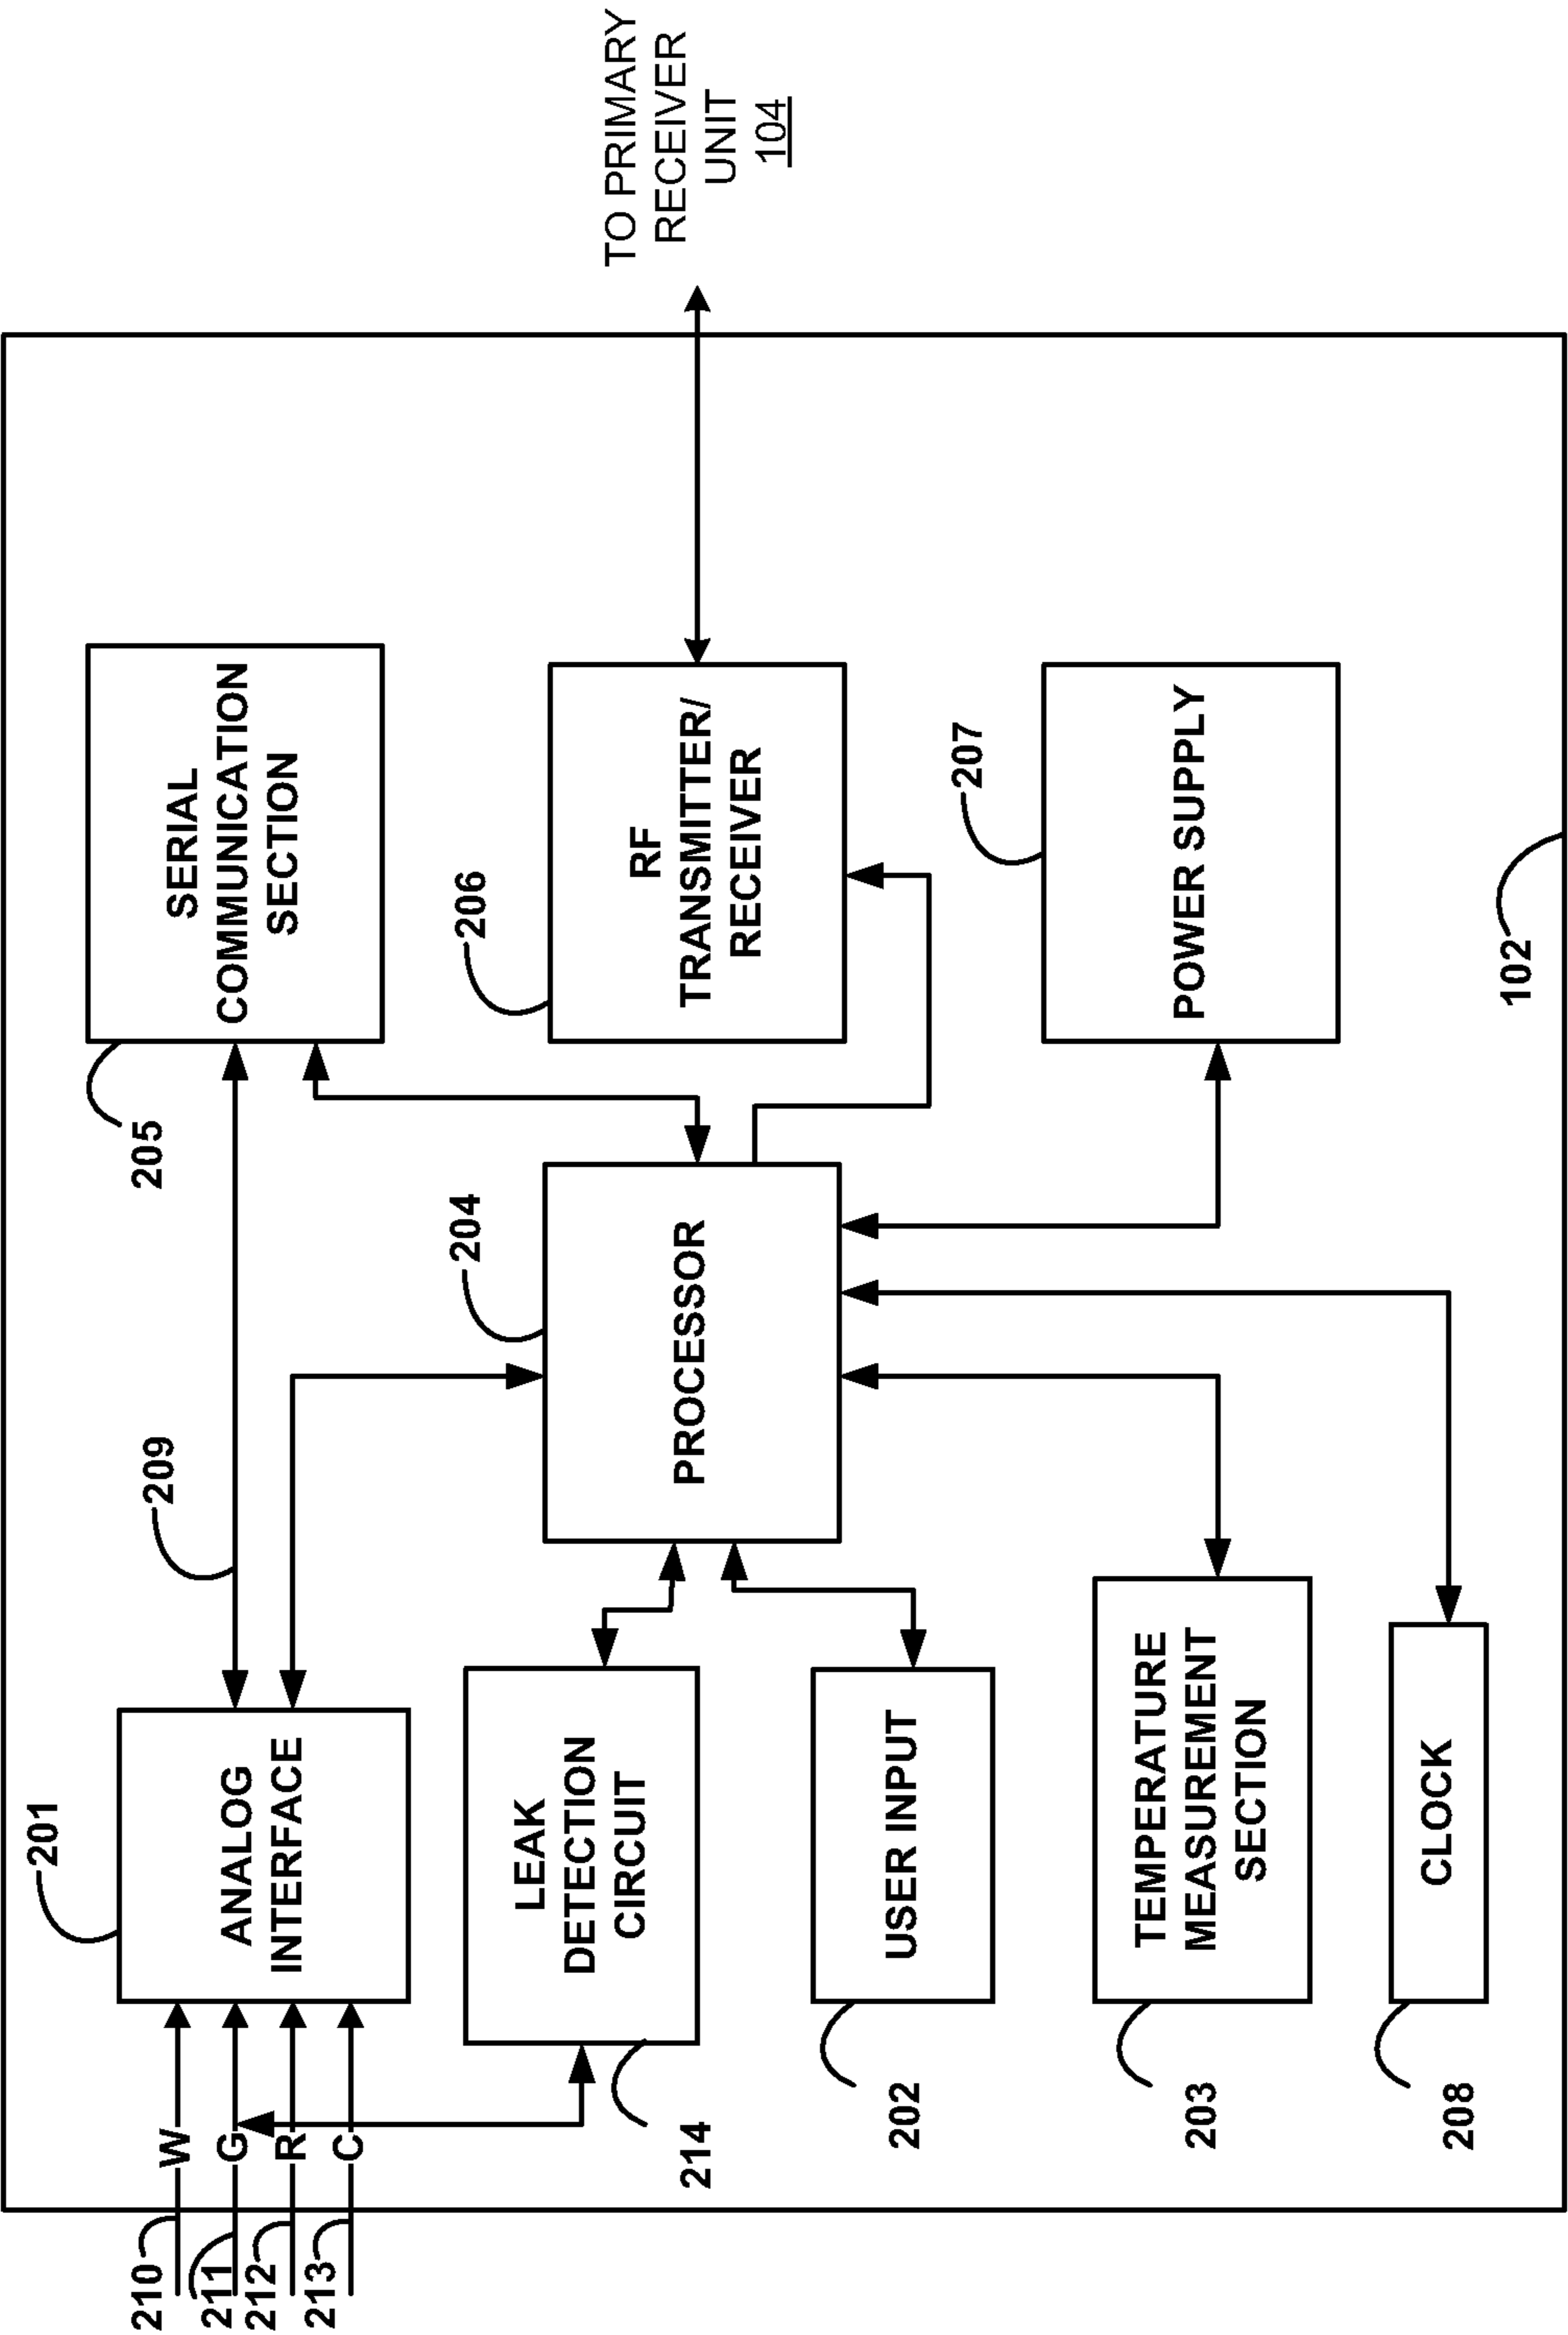 210
211
212
213
W
G
R
C
201
ANALOG
INTERFACE
209
205
SERIAL
COMMUNICATION
SECTION
214
LEAK
DETECTION
CIRCUIT
204
PROCESSOR
206
RF
TRANSMITTER/
RECEIVER
TO PRIMARY
RECEIVER
UNIT
104
202
USER INPUT
203
TEMPERATURE
MEASUREMENT
SECTION
207
POWER SUPPLY
208
CLOCK
102